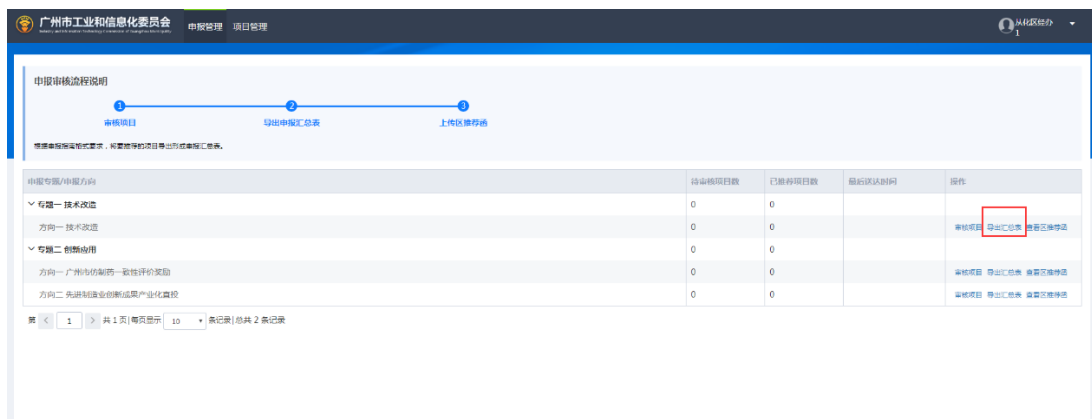 广州市工业和信息化委员会 申报管理 项目管理 从化区经办
1
申报审核流程说明
1 2 3
审核项目 导出申报汇总表 上传区推荐函
根据申报指南格式要求，将要推荐的项目导出形成申报汇总表。
申报专题/申报方向 待审核项目数 已推荐项目数 最后送达时间 操作
专题一 技术改造 0 0
方向一 技术改造 0 0 审核项目 导出汇总表 查看区推荐函
专题二 创新应用 0 0
方向一 广州市仿制药一致性评价奖励 0 0 审核项目 导出汇总表 查看区推荐函
方向二 先进制造业创新成果产业化直投 0 0 审核项目 导出汇总表 查看区推荐函
第 < 1 > 共 1 页|每页显示 10 条记录|总共 2 条记录